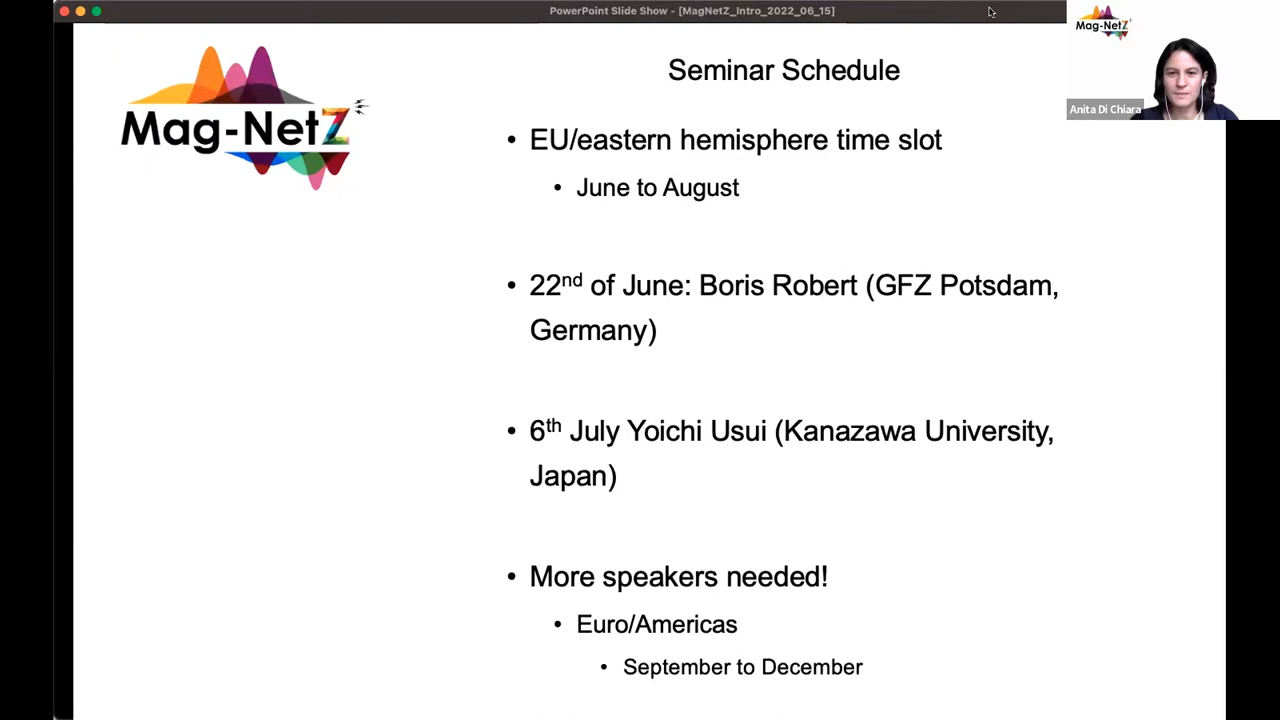 PowerPoint Slide Show - [MagNetZ_Intro_2022_06_15]
Mag-NetZ
Anita Di Chiara
Mag-NetZ
Seminar Schedule
• EU/eastern hemisphere time slot
• June to August
• 22nd of June: Boris Robert (GFZ Potsdam,
Germany)
• 6th July Yoichi Usui (Kanazawa University,
Japan)
• More speakers needed!
• Euro/Americas
• September to December